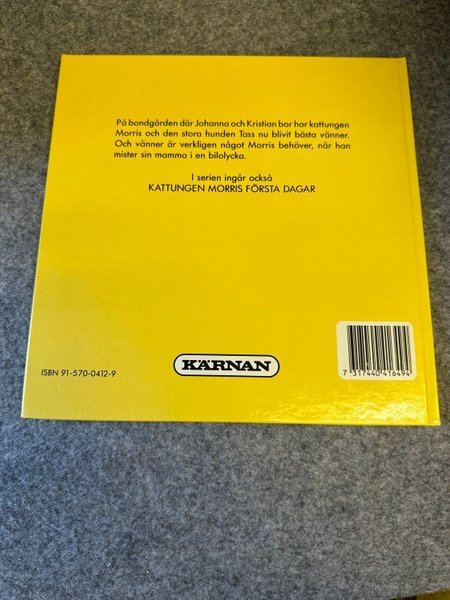 På bondgården där Johanna och Kristian bor har kattungen
Morris och den stora hunden Tass nu blivit bästa vänner.
Och vänner är verkligen något Morris behöver, när han
mister sin mamma i en bilolycka.
I serien ingår också
KATTUNGEN MORRIS FÖRSTA DAGAR
KÄRNAN
ISBN 91-570-0412-9
7 317440 416494